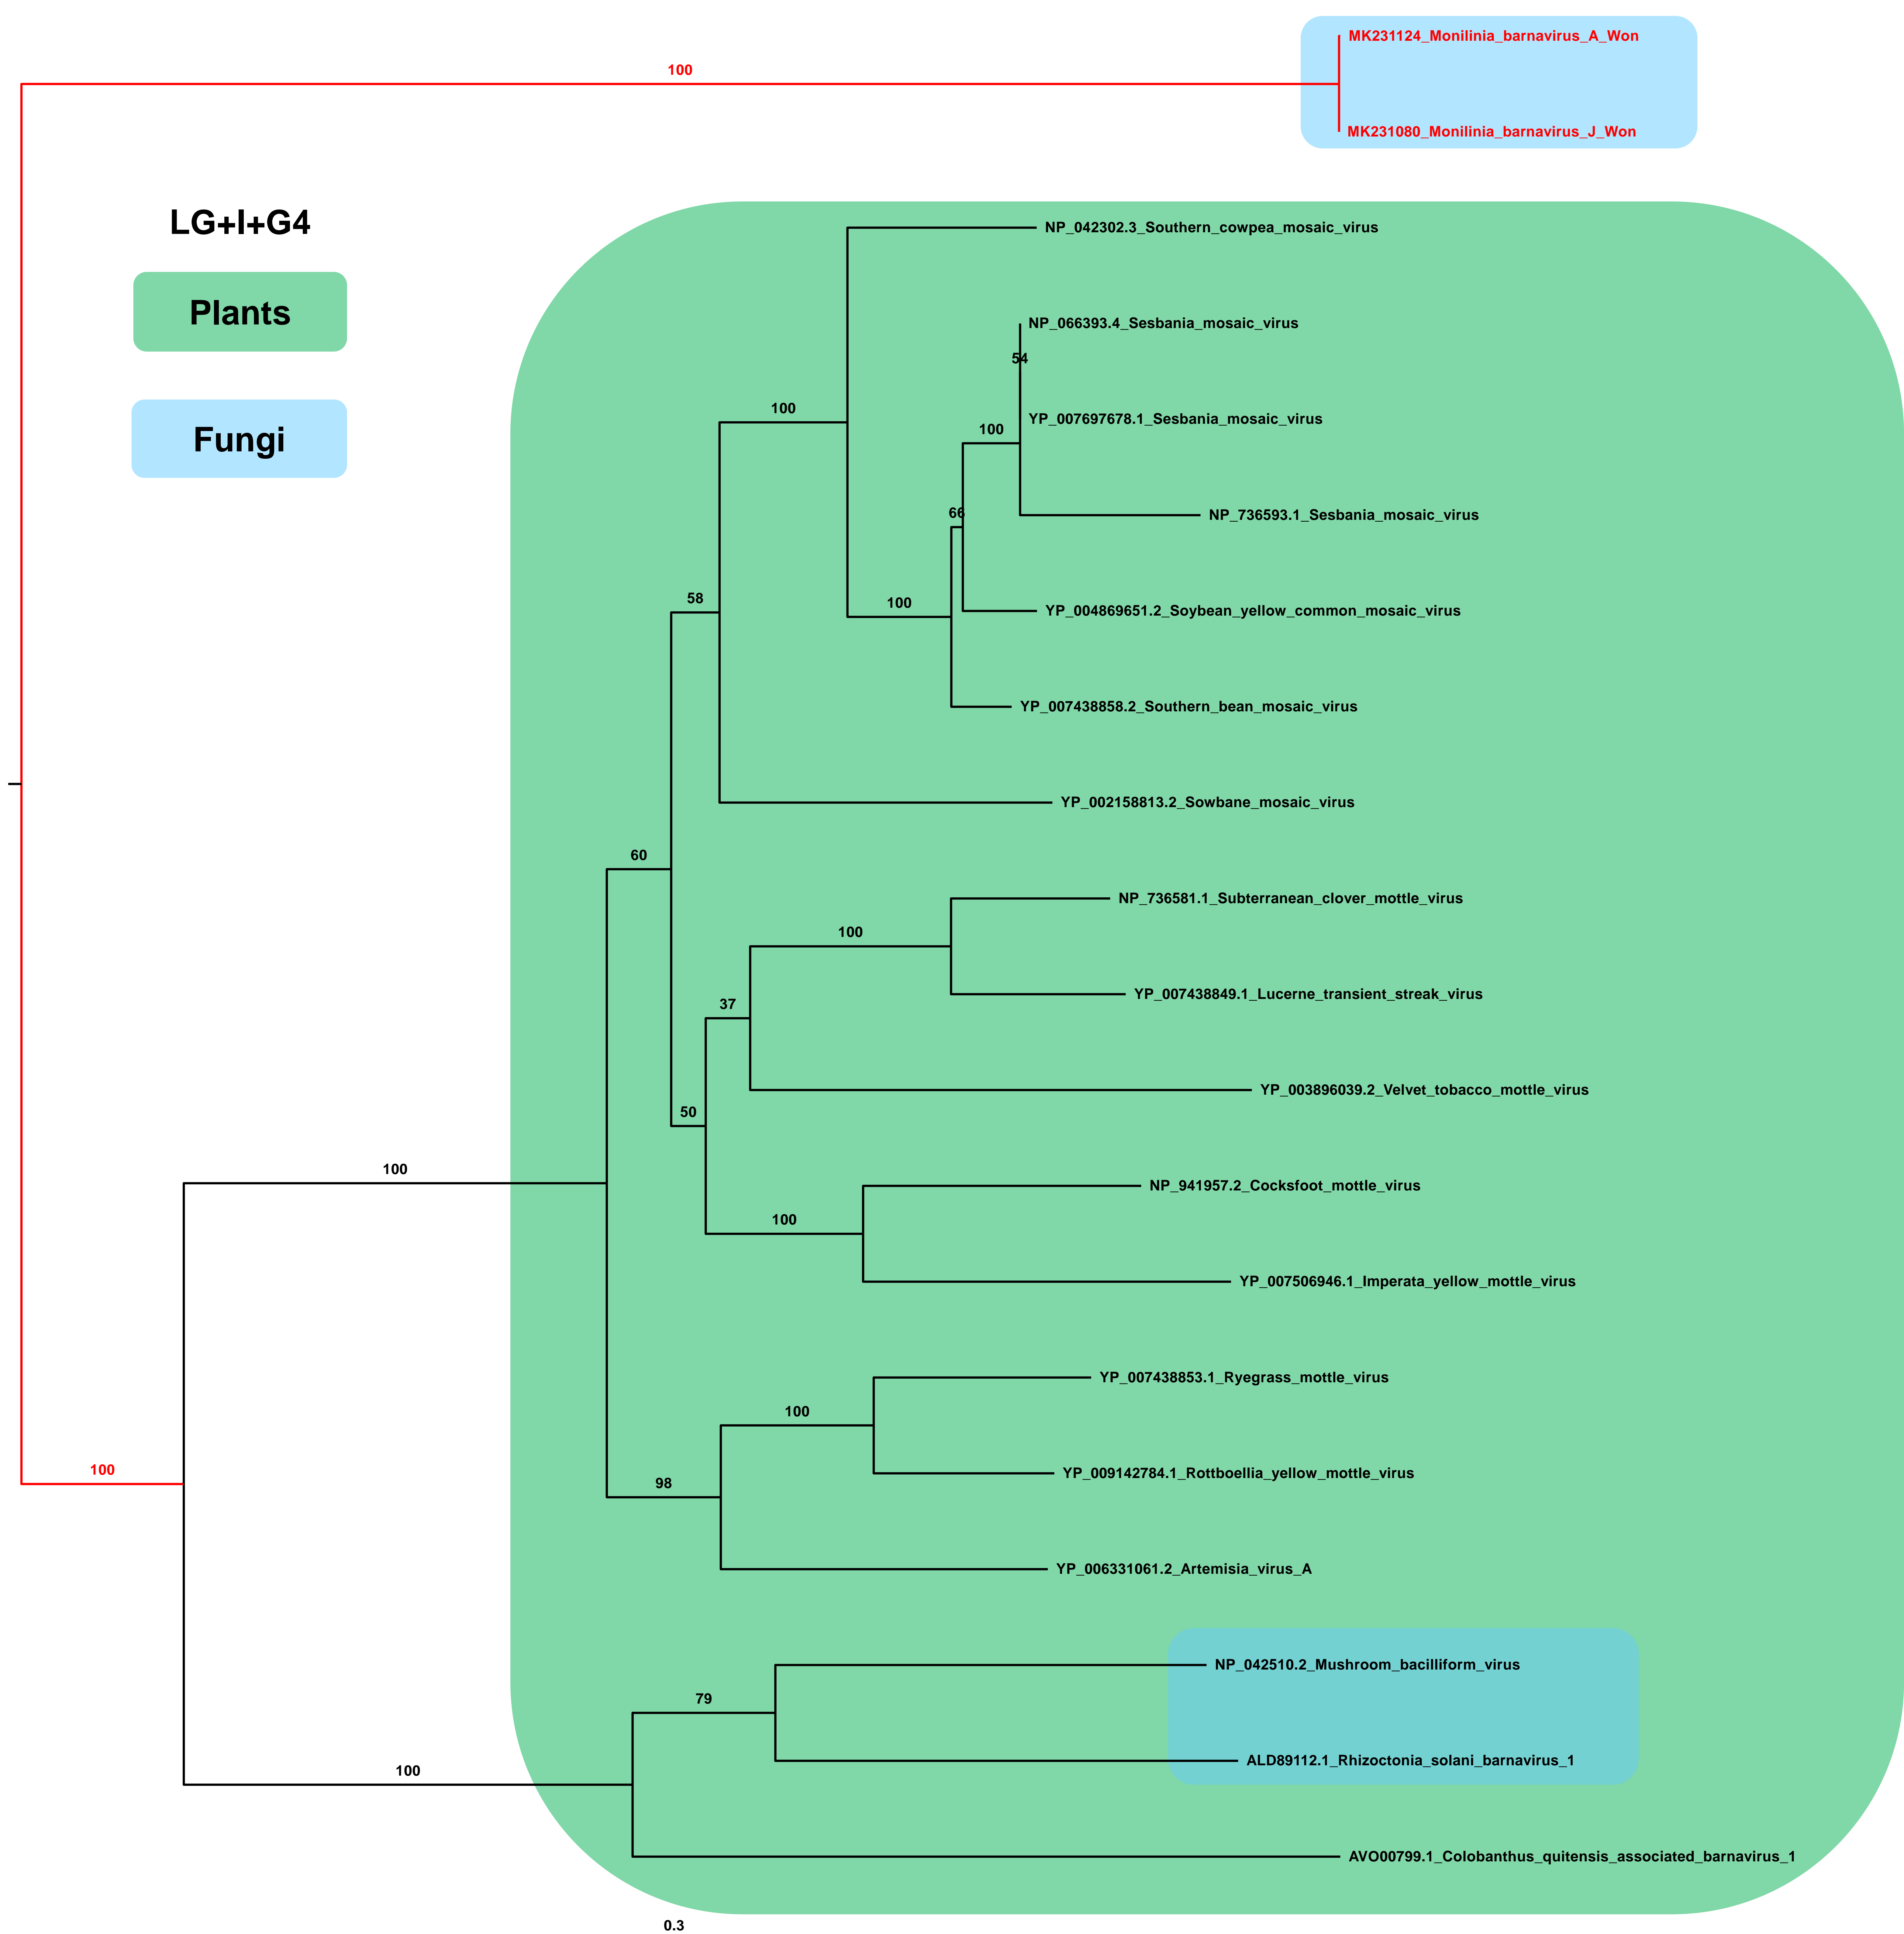 MK231124_Monilinia_barnavirus_A_Won
100
MK231080_Monilinia_barnavirus_J_Won
LG+I+G4
Plants
Fungi
NP_042302.3_Southern_cowpea_mosaic_virus
NP_066393.4_Sesbania_mosaic_virus
54
100
YP_007697678.1_Sesbania_mosaic_virus
100
66
NP_736593.1_Sesbania_mosaic_virus
58
100
YP_004869651.2_Soybean_yellow_common_mosaic_virus
YP_007438858.2_Southern_bean_mosaic_virus
YP_002158813.2_Sowbane_mosaic_virus
60
NP_736581.1_Subterranean_clover_mottle_virus
100
YP_007438849.1_Lucerne_transient_streak_virus
37
YP_003896039.2_Velvet_tobacco_mottle_virus
50
100
NP_941957.2_Cocksfoot_mottle_virus
100
YP_007506946.1_Imperata_yellow_mottle_virus
YP_007438853.1_Ryegrass_mottle_virus
100
100
YP_009142784.1_Rottboellia_yellow_mottle_virus
98
YP_006331061.2_Artemisia_virus_A
NP_042510.2_Mushroom_bacilliform_virus
79
ALD89112.1_Rhizoctonia_solani_barnavirus_1
100
AVO00799.1_Colobanthus_quitensis_associated_barnavirus_1
0.3